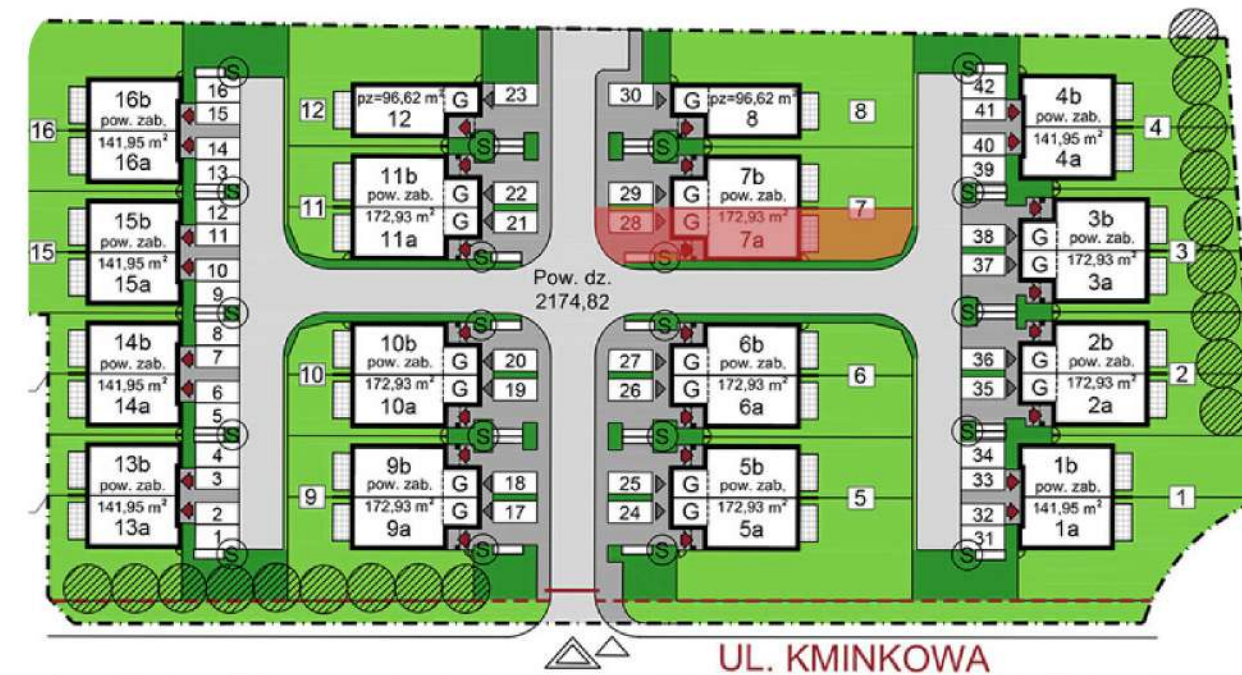 S
16
15
14
13
S
12
11
10
9
S
8
7
6
5
S
4
3
2
1
S
16b
pow. zab.
141,95 m²
16a
16
15b
pow. zab.
141,95 m²
15a
15
14b
pow. zab.
141,95 m²
14a
13b
pow. zab.
141,95 m²
13a
12
pz=96,62 m²
12
G
23
S
11
11b
pow. zab.
172,93 m²
11a
G
G
22
21
S
10
10b
pow. zab.
172,93 m²
10a
S
G
G
20
19
S
9
9b
pow. zab.
172,93 m²
9a
G
G
18
17
S
Pow. dz.
2174,82
30
G
pz=96,62 m²
8
8
S
29
28
G
G
7b
pow. zab.
172,93 m²
7a
7
S
S
27
26
G
G
6b
pow. zab.
172,93 m²
6a
6
S
25
24
G
G
5b
pow. zab.
172,93 m²
5a
5
S
S
42
41
40
39
S
4b
pow. zab.
141,95 m²
4a
4
38
37
G
G
3b
pow. zab.
172,93 m²
3a
3
S
36
35
G
G
2b
pow. zab.
172,93 m²
2a
2
S
34
33
32
31
S
1b
pow. zab.
141,95 m²
1a
1
UL. KMINKOWA